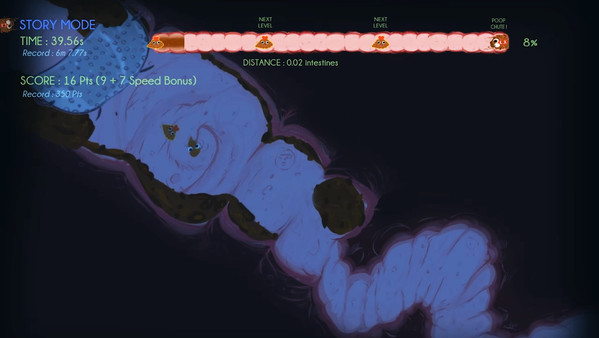 STORY MODE
TIME : 39.56s
Record : 6m 7.77s
SCORE : 16 Pts (9 + 7 Speed Bonus)
Record : 350 Pts
NEXT
LEVEL
NEXT
LEVEL
POOP
CHUTE !
8%
DISTANCE : 0.02 intestines